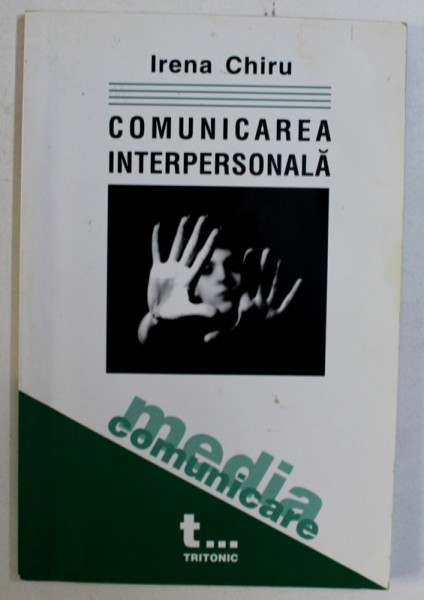 Irena Chiru
COMUNICAREA
INTERPERSONALĂ
media
comunicare
t...
TRITONIC